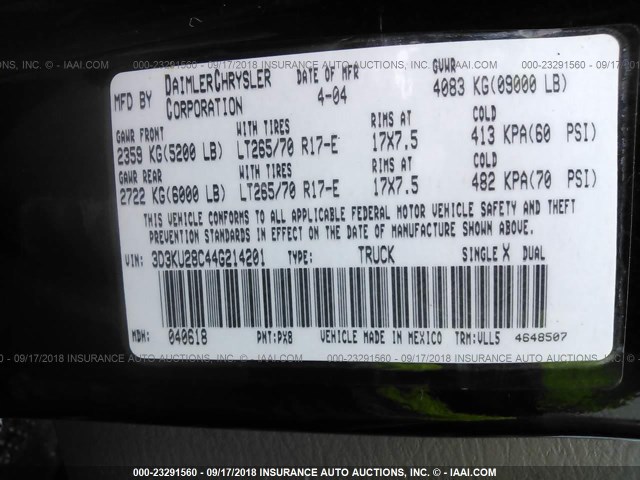 000-23291560 - 09/17/2018 INSURANCE AUTO AUCTIONS INC. - IAAI.COM
MFD BY DAIMLERCHRYSLER CORPORATION DATE OF MFR 4-04 GVWR 4083 KG(09000 LB)
GAWR FRONT WITH TIRES RIMS AT COLD
2359 KG(5200 LB) LT265/70 R17-E 17X7.5 413 KPA(60 PSI)
GAWR REAR WITH TIRES RIMS AT COLD
2722 KG(6000 LB) LT265/70 R17-E 17X7.5 482 KPA(70 PSI)
THIS VEHICLE CONFORMS TO ALL APPLICABLE FEDERAL MOTOR VEHICLE SAFETY AND THEFT
PREVENTION STANDARDS IN EFFECT ON THE DATE OF MANUFACTURE SHOWN ABOVE.
VIN: 3D3KU28C44G214201 TYPE: TRUCK SINGLE X DUAL
MDH: 040618 PNT:PX8 VEHICLE MADE IN MEXICO TRM:VLL5 4648507
000-23291560 - 09/17/2018 INSURANCE AUTO AUCTIONS INC. - IAAI.COM
000-23291560 - 09/17/2018 INSURANCE AUTO AUCTIONS INC. - IAAI.COM